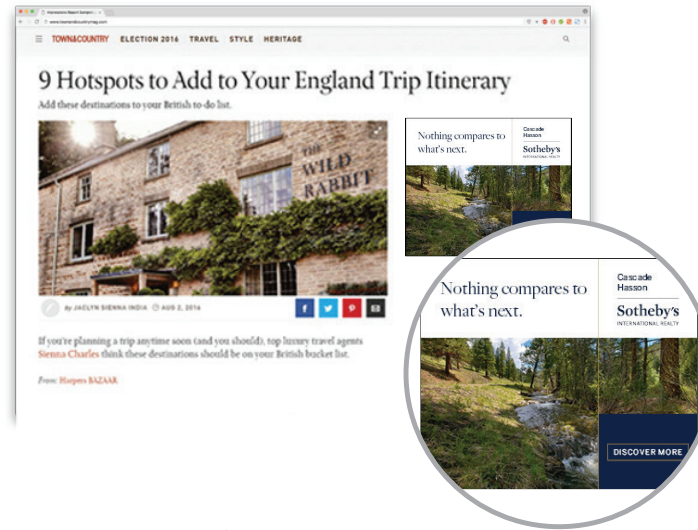 www.townandcountrymag.com
TOWN&COUNTRY ELECTION 2016 TRAVEL STYLE HERITAGE
9 Hotspots to Add to Your England Trip Itinerary
Add these destinations to your British to-do list.
THE
WILD
RABBIT
By JACLYN SIENNA INDIA AUG 2, 2016
If you're planning a trip anytime soon (and you should), top luxury travel agents
Sienna Charles think these destinations should be on your British bucket list.
From: Harpers BAZAAR
Nothing compares to
what's next.
Cascade
Hasson
Sotheby's
INTERNATIONAL REALTY
Nothing compares to
what's next.
Cascade
Hasson
Sotheby's
INTERNATIONAL REALTY
DISCOVER MORE